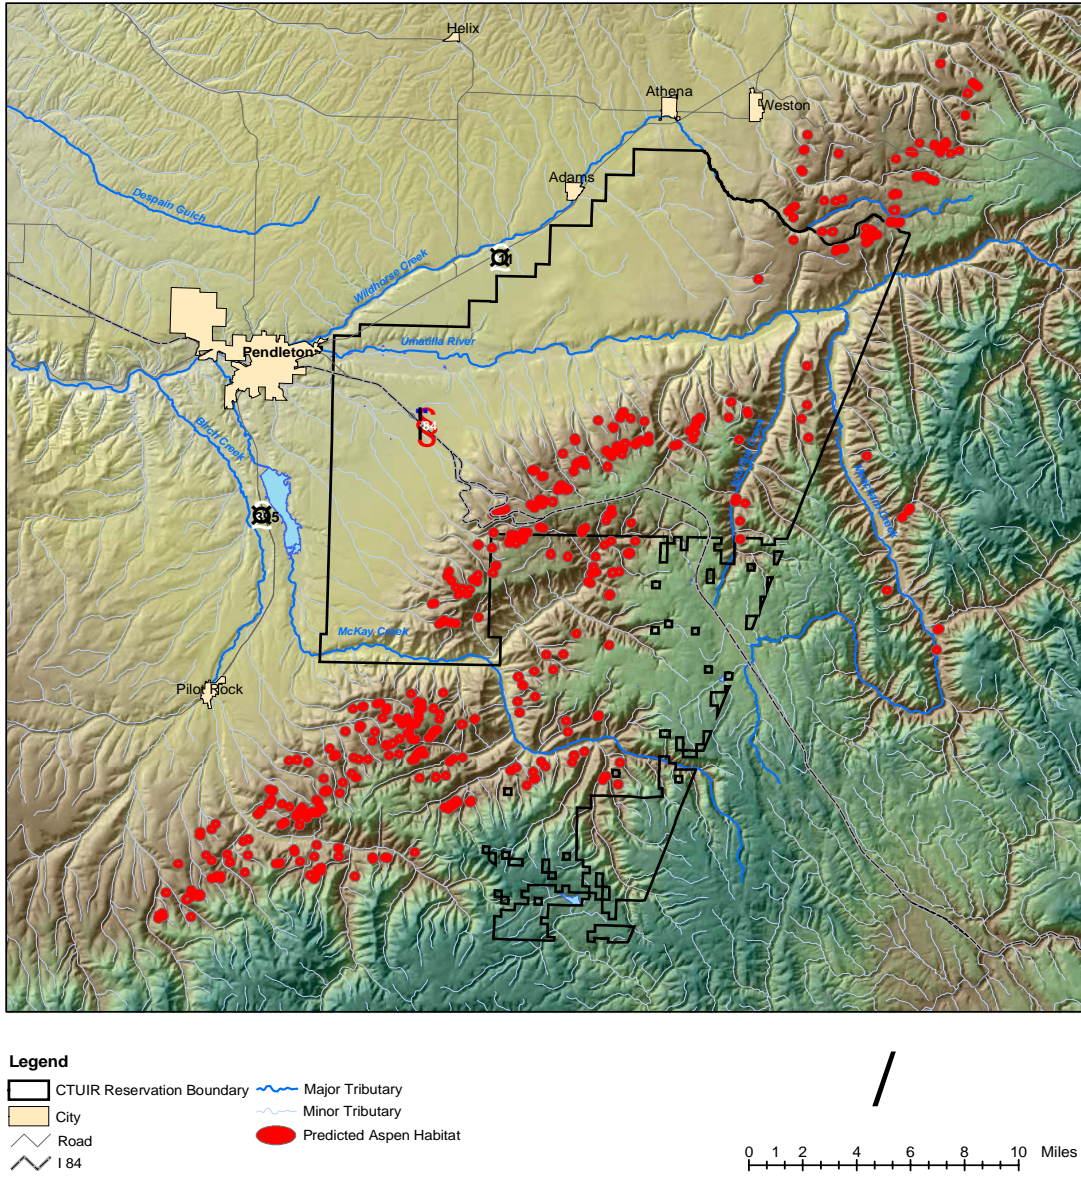 Helix
Athena
Weston
Adams
Despain Gulch
11
Wildhorse Creek
Pendleton
Umatilla River
Birch Creek
84
395
McKay Creek
Pilot Rock
Legend
CTUIR Reservation Boundary
City
Road
I 84
Major Tributary
Minor Tributary
Predicted Aspen Habitat
0 1 2 4 6 8 10 Miles